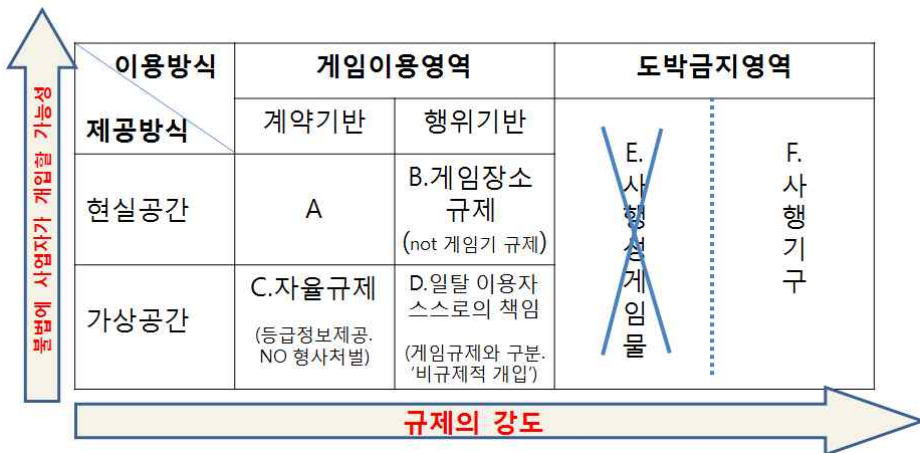 불법에 사업자가 개입할 가능성
이용방식
제공방식
게임이용영역
도박금지영역
계약기반
행위기반
현실공간
A
B.게임장소
규제
(not 게임기 규제)
가상공간
C.자율규제
(등급정보제공.
NO 형사처벌)
D.일탈 이용자
스스로의 책임
(게임규제와 구분.
‘비규제적 개입’)
E.
사
행
성
게
임
물
F.
사
행
기
구
규제의 강도